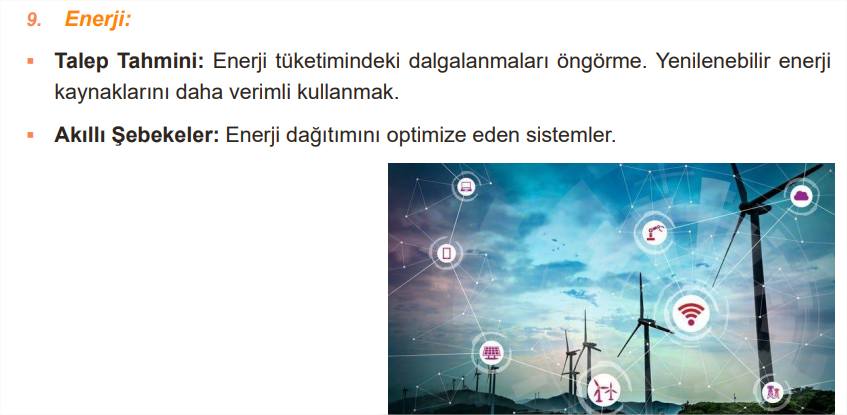 9. Enerji:
▪ Talep Tahmini: Enerji tüketimindeki dalgalanmaları öngörme. Yenilenebilir enerji
kaynaklarını daha verimli kullanmak.
▪ Akıllı Şebekeler: Enerji dağıtımını optimize eden sistemler.